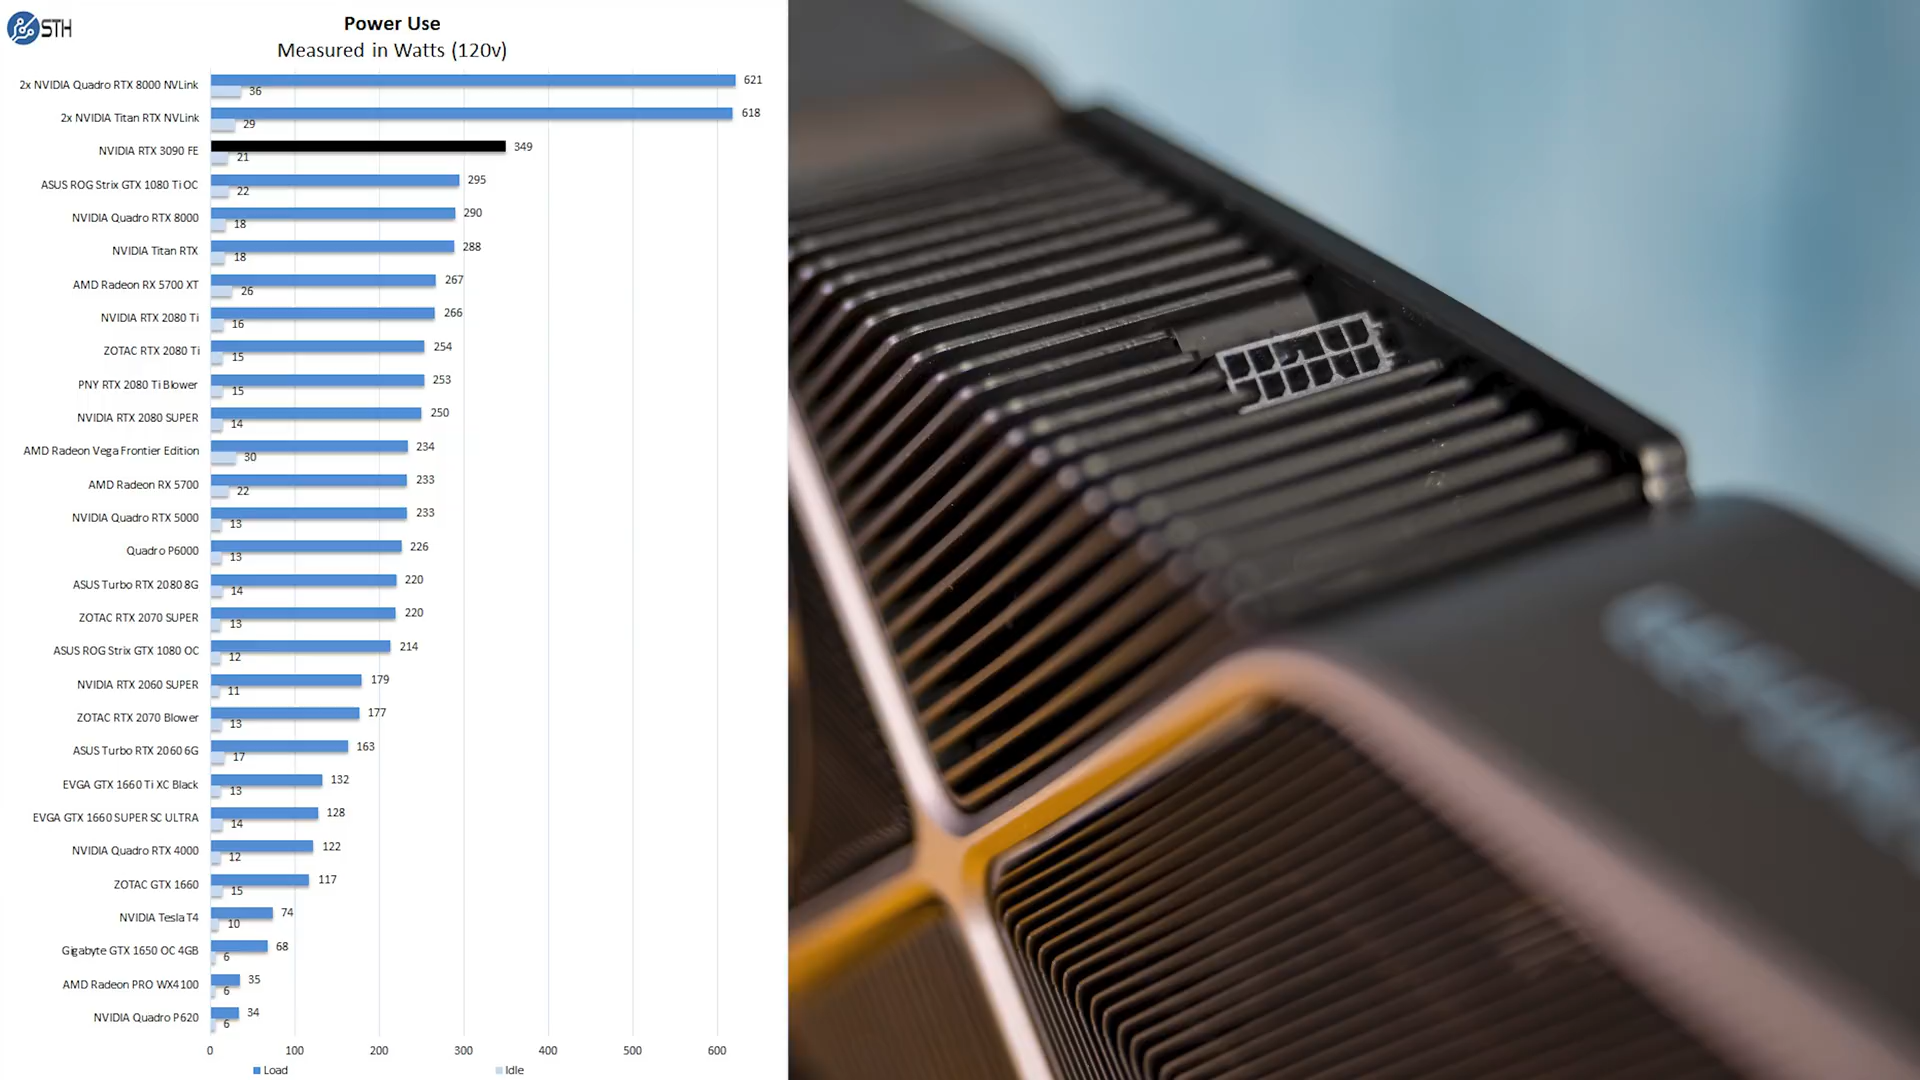 STH
Power Use
Measured in Watts (120v)
2x NVIDIA Quadro RTX 8000 NVLink 621
36
2x NVIDIA Titan RTX NVLink 618
29
NVIDIA RTX 3090 FE 349
21
ASUS ROG Strix GTX 1080 Ti OC 295
22
NVIDIA Quadro RTX 8000 290
18
NVIDIA Titan RTX 288
18
AMD Radeon RX 5700 XT 267
26
NVIDIA RTX 2080 Ti 266
16
ZOTAC RTX 2080 Ti 254
15
PNY RTX 2080 Ti Blower 253
15
NVIDIA RTX 2080 SUPER 250
14
AMD Radeon Vega Frontier Edition 234
30
AMD Radeon RX 5700 233
22
NVIDIA Quadro RTX 5000 233
13
Quadro P6000 226
13
ASUS Turbo RTX 2080 8G 220
14
ZOTAC RTX 2070 SUPER 220
13
ASUS ROG Strix GTX 1080 OC 214
12
NVIDIA RTX 2060 SUPER 179
11
ZOTAC RTX 2070 Blower 177
13
ASUS Turbo RTX 2060 6G 163
17
EVGA GTX 1660 Ti XC Black 132
13
EVGA GTX 1660 SUPER SC ULTRA 128
14
NVIDIA Quadro RTX 4000 122
12
ZOTAC GTX 1660 117
15
NVIDIA Tesla T4 74
10
Gigabyte GTX 1650 OC 4GB 68
6
AMD Radeon PRO WX4100 35
6
NVIDIA Quadro P620 34
6
0 100 200 300 400 500 600
Load Idle